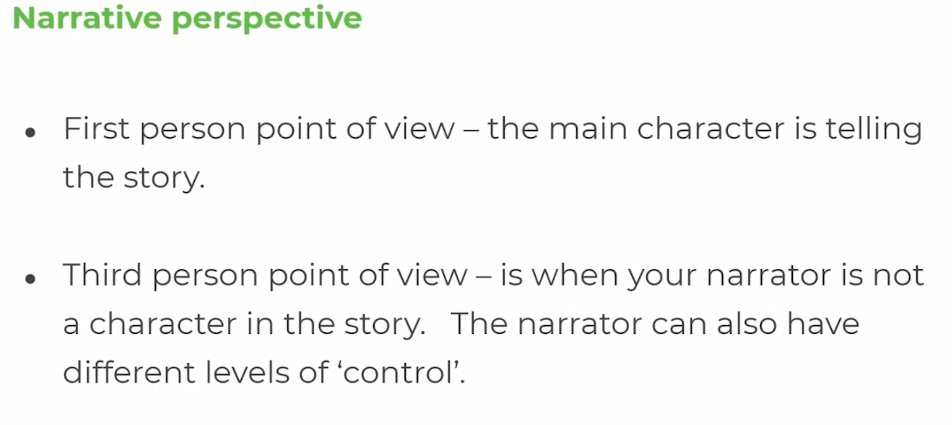 Narrative perspective
• First person point of view – the main character is telling
the story.
• Third person point of view – is when your narrator is not
a character in the story.   The narrator can also have
different levels of ‘control’.